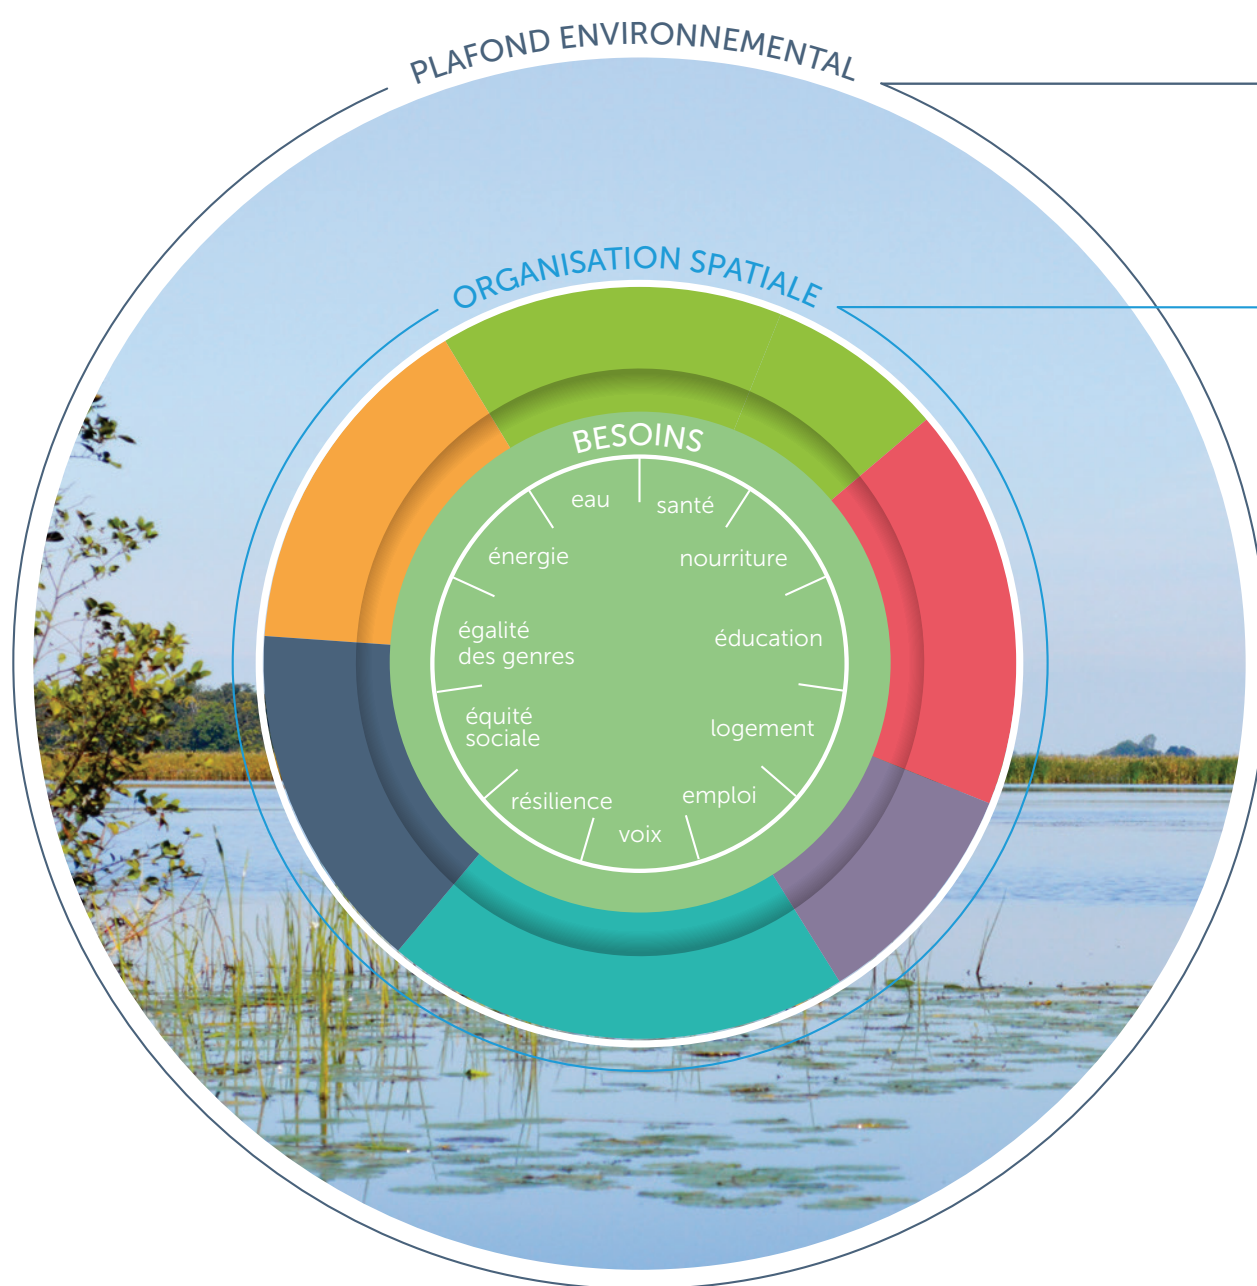 PLAFOND ENVIRONNEMENTAL
ORGANISATION SPATIALE
BESOINS
eau
santé
énergie
nourriture
égalité
des genres
éducation
équité
sociale
logement
résilience
emploi
voix